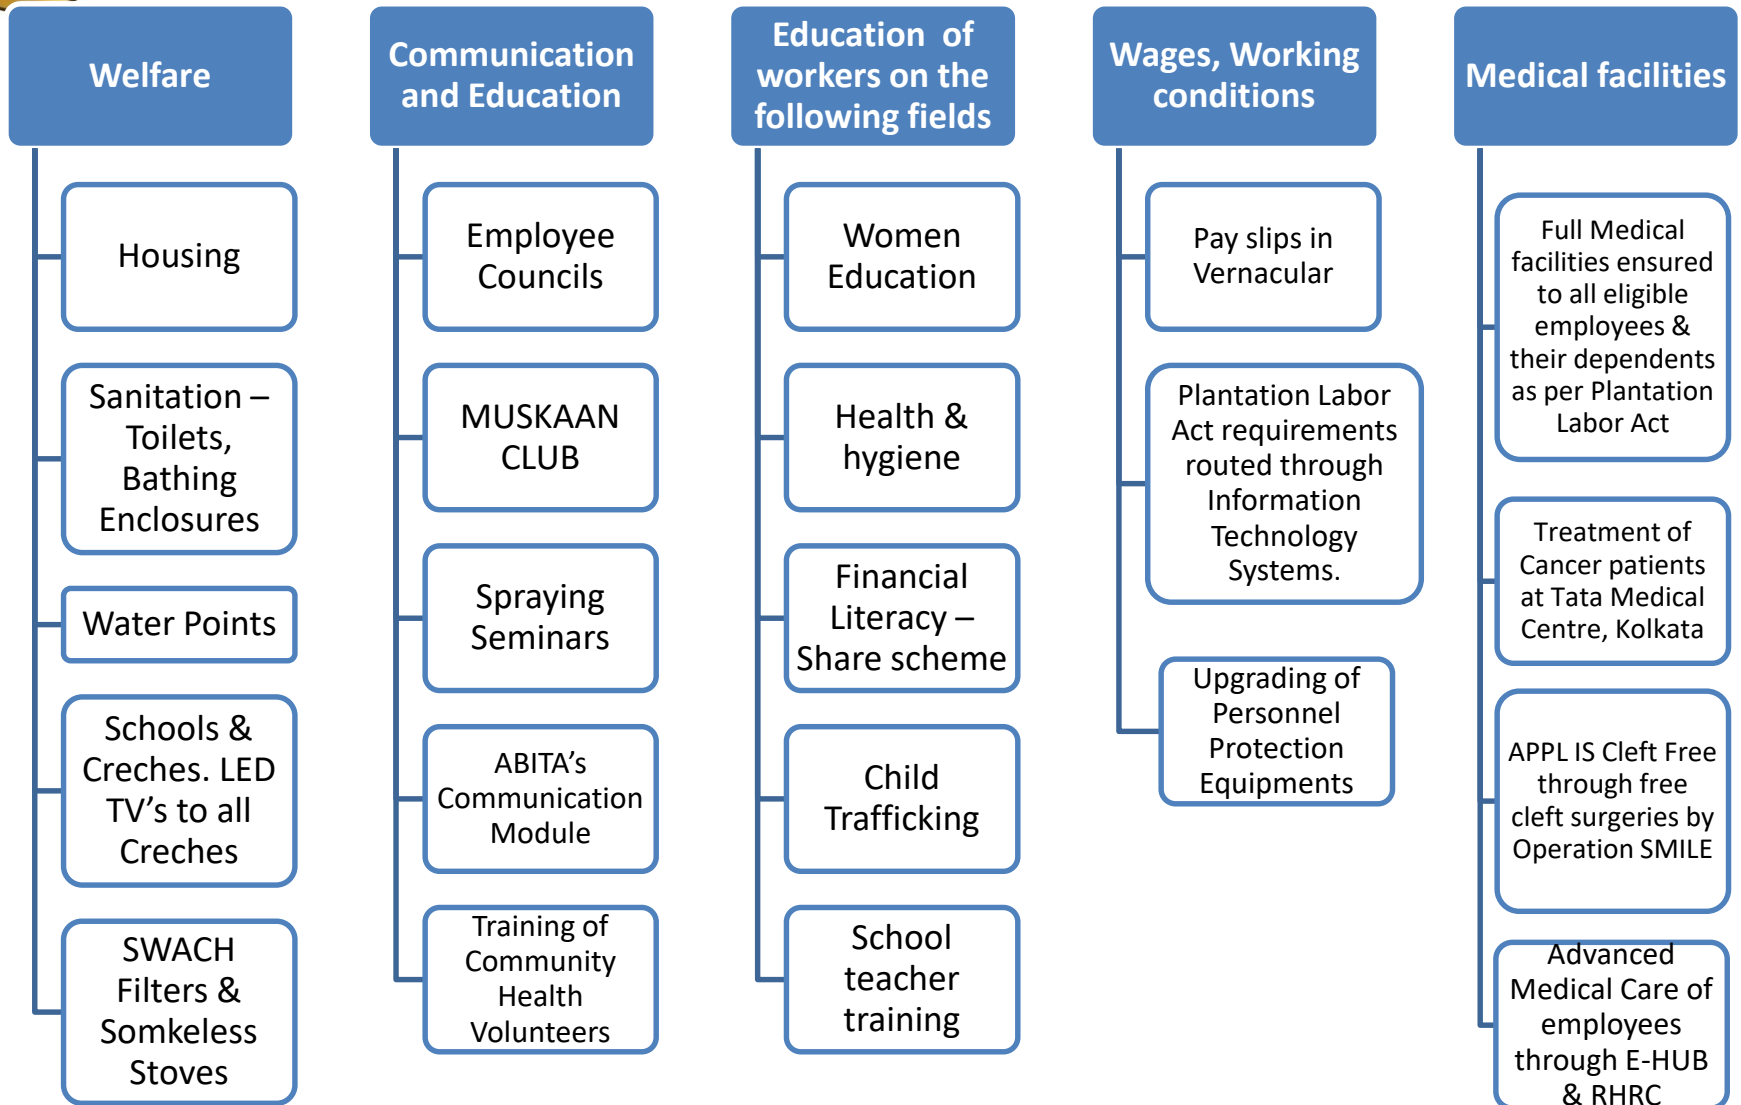 Welfare
Housing
Sanitation –
Toilets,
Bathing
Enclosures
Water Points
Schools &
Creches. LED
TV's to all
Creches
SWACH
Filters &
Somkeless
Stoves
Communication
and Education
Employee
Councils
MUSKAAN
CLUB
Spraying
Seminars
ABITA's
Communication
Module
Training of
Community
Health
Volunteers
Education of
workers on the
following fields
Women
Education
Health &
hygiene
Financial
Literacy –
Share scheme
Child
Trafficking
School
teacher
training
Wages, Working
conditions
Pay slips in
Vernacular
Plantation Labor
Act requirements
routed through
Information
Technology
Systems.
Upgrading of
Personnel
Protection
Equipments
Medical facilities
Full Medical
facilities ensured
to all eligible
employees &
their dependents
as per Plantation
Labor Act
Treatment of
Cancer patients
at Tata Medical
Centre, Kolkata
APPL IS Cleft Free
through free
cleft surgeries by
Operation SMILE
Advanced
Medical Care of
employees
through E-HUB
& RHRC